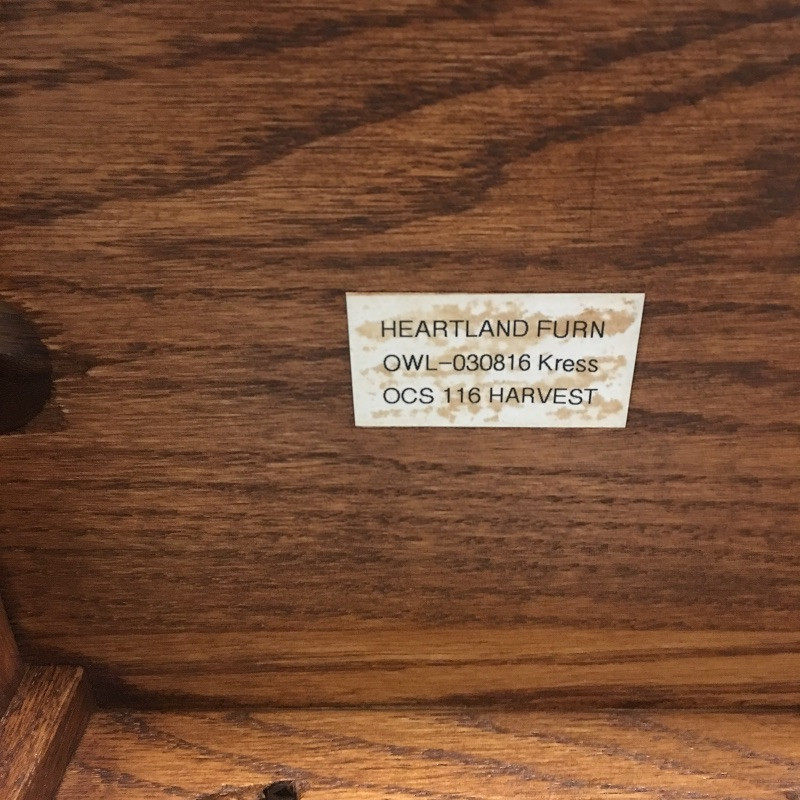 HEARTLAND FURN
OWL-030816 Kress
OCS 116 HARVEST